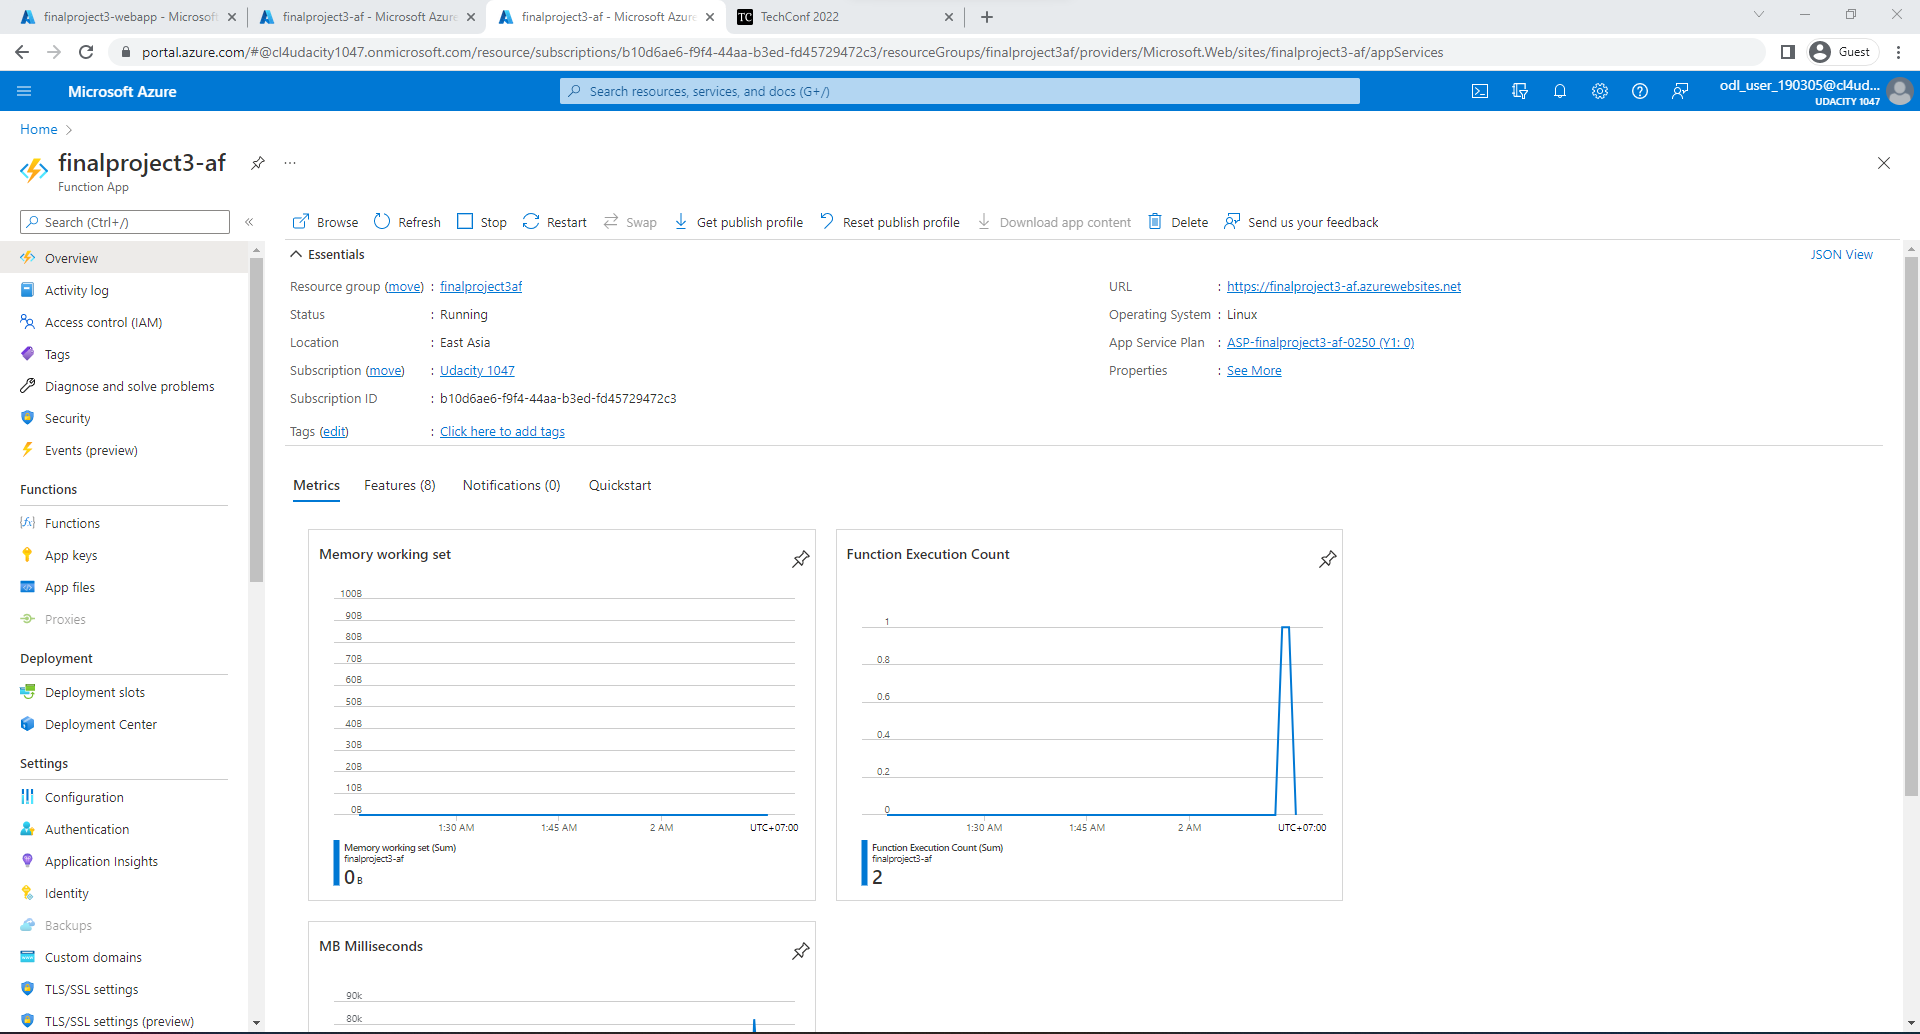 finalproject3-webapp - Microsoft
finalproject3-af - Microsoft Azure
finalproject3-af - Microsoft Azure
TC TechConf 2022
portal.azure.com/#@cl4udacity1047.onmicrosoft.com/resource/subscriptions/b10d6ae6-f9f4-44aa-b3ed-fd45729472c3/resourceGroups/finalproject3af/providers/Microsoft.Web/sites/finalproject3-af/appServices
Guest
Microsoft Azure
Search resources, services, and docs (G+/)
odl_user_190305@cl4ud...
UDACITY 1047
Home
finalproject3-af
Function App
Search (Ctrl+/)
Browse
Refresh
Stop
Restart
Swap
Get publish profile
Reset publish profile
Download app content
Delete
Send us your feedback
Overview
Activity log
Access control (IAM)
Tags
Diagnose and solve problems
Security
Events (preview)
Functions
Functions
App keys
App files
Proxies
Deployment
Deployment slots
Deployment Center
Settings
Configuration
Authentication
Application Insights
Identity
Backups
Custom domains
TLS/SSL settings
TLS/SSL settings (preview)
Essentials
JSON View
Resource group (move) : finalproject3af
Status : Running
Location : East Asia
Subscription (move) : Udacity 1047
Subscription ID : b10d6ae6-f9f4-44aa-b3ed-fd45729472c3
Tags (edit) : Click here to add tags
URL : https://finalproject3-af.azurewebsites.net
Operating System : Linux
App Service Plan : ASP-finalproject3-af-0250 (Y1: 0)
Properties : See More
Metrics
Features (8)
Notifications (0)
Quickstart
Memory working set
100B
90B
80B
70B
60B
50B
40B
30B
20B
10B
0B
1:30 AM 1:45 AM 2 AM UTC+07:00
Memory working set (Sum)
finalproject3-af
0 B
Function Execution Count
1
0.8
0.6
0.4
0.2
0
1:30 AM 1:45 AM 2 AM UTC+07:00
Function Execution Count (Sum)
finalproject3-af
2
MB Milliseconds
90k
80k